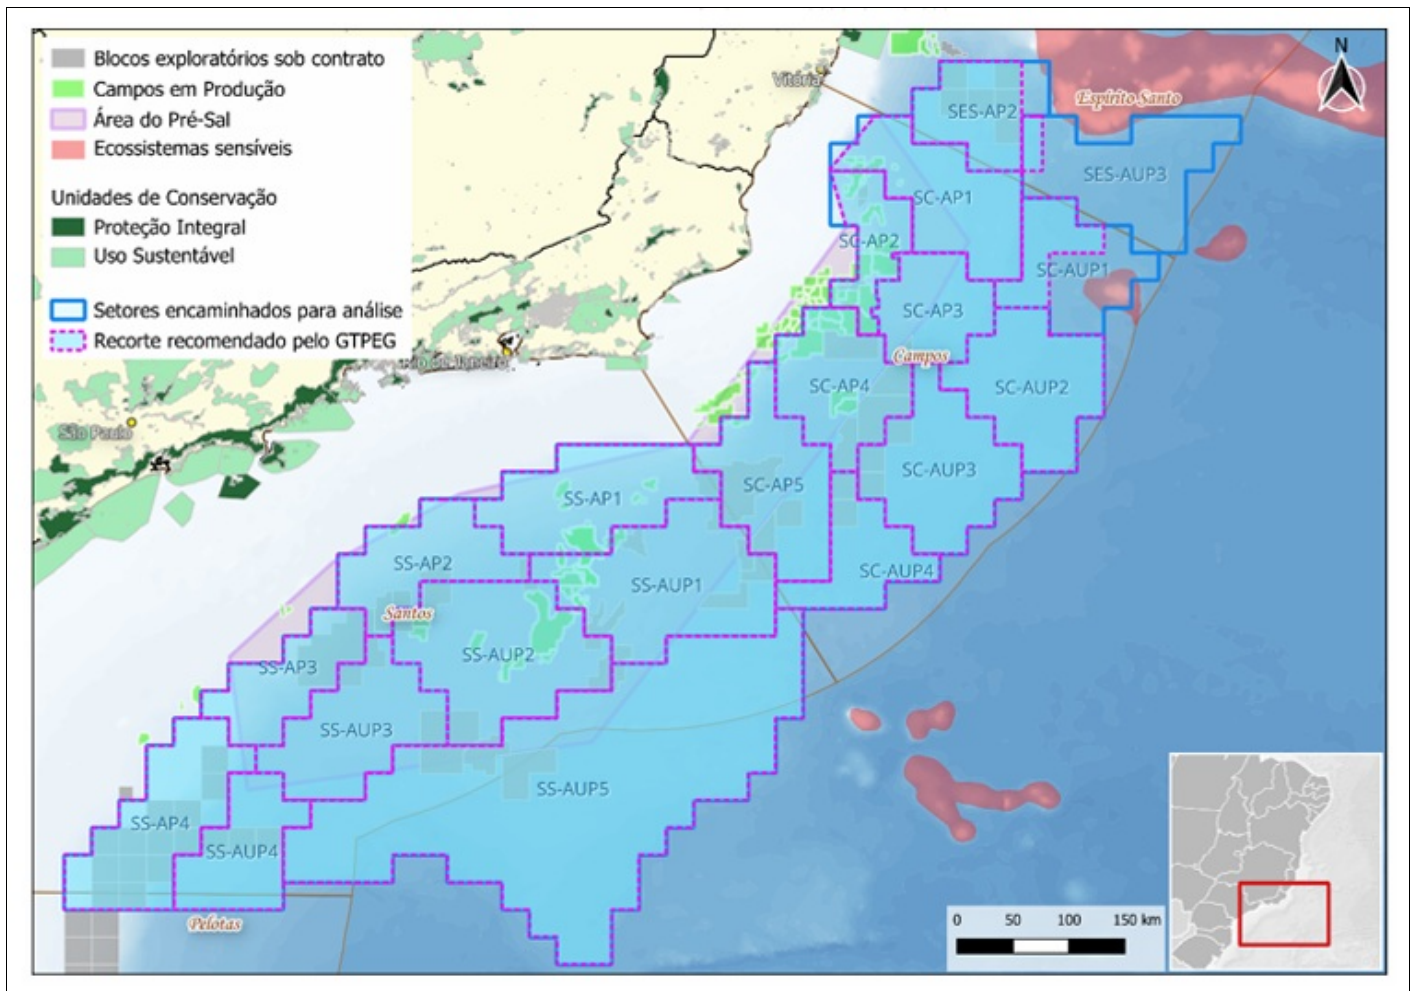 Blocos exploratórios sob contrato
Campos em Produção
Área do Pré-Sal
Ecossistemas sensíveis
Unidades de Conservação
Proteção Integral
Uso Sustentável
Setores encaminhados para análise
Recorte recomendado pelo GTPEG
N
Vitória
Espírito Santo
SES-AP2
SES-AUP3
SC-AP1
SC-AP2
SC-AUP1
SC-AP3
Campos
Rio de Janeiro
SC-AP4
SC-AUP2
São Paulo
SC-AUP3
SC-AP5
SS-AP1
SS-AP2
SC-AUP4
SS-AUP1
Santos
SS-AUP2
SS-AP3
SS-AUP3
SS-AUP5
SS-AP4
SS-AUP4
Pelotas
0 50 100 150 km